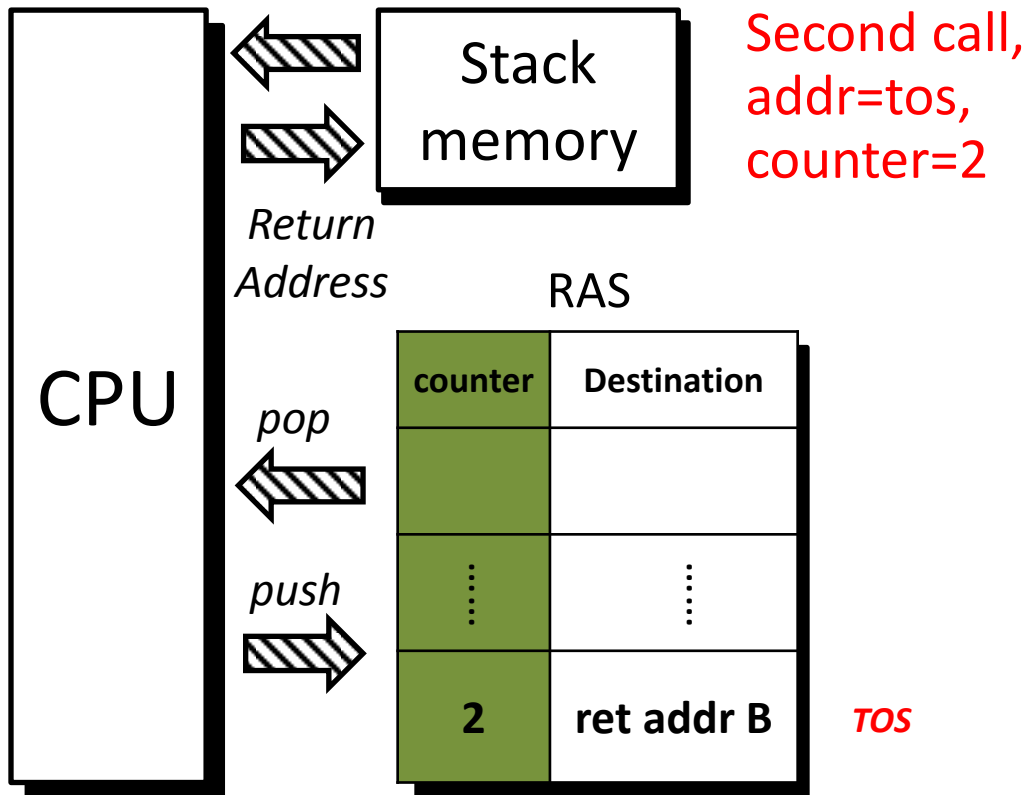 Stack
memory
Second call,
addr=tos,
counter=2
Return
Address
RAS
CPU
counter Destination
pop
push
2 ret addr B TOS